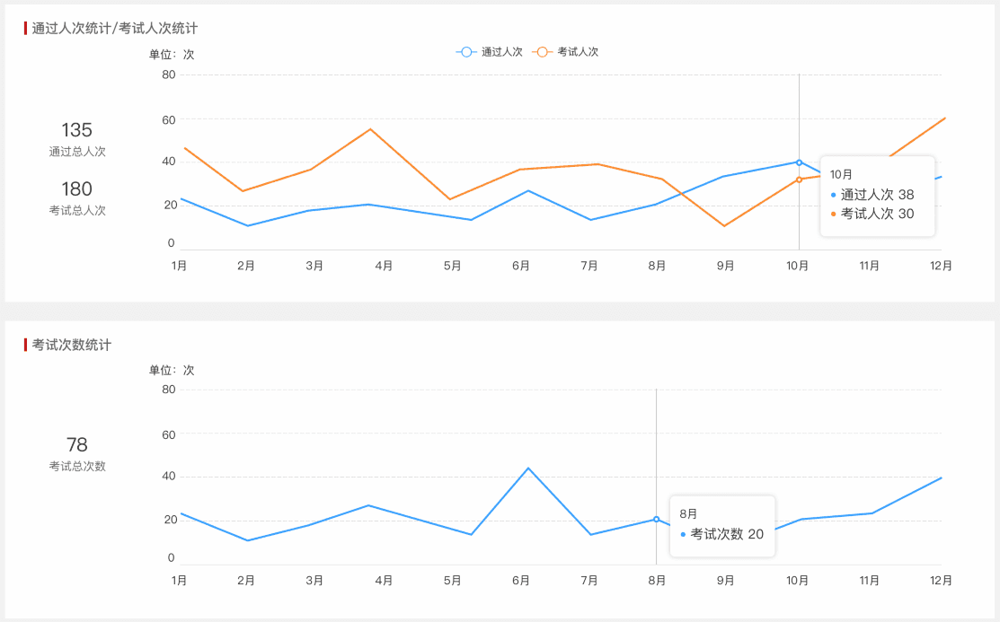 通过人次统计/考试人次统计
单位：次
通过人次 考试人次
135
通过总人次
180
考试总人次
80
60
40
20
0
10月
通过人次 38
考试人次 30
1月 2月 3月 4月 5月 6月 7月 8月 9月 10月 11月 12月
考试次数统计
单位：次
78
考试总次数
80
60
40
20
0
8月
考试次数 20
1月 2月 3月 4月 5月 6月 7月 8月 9月 10月 11月 12月